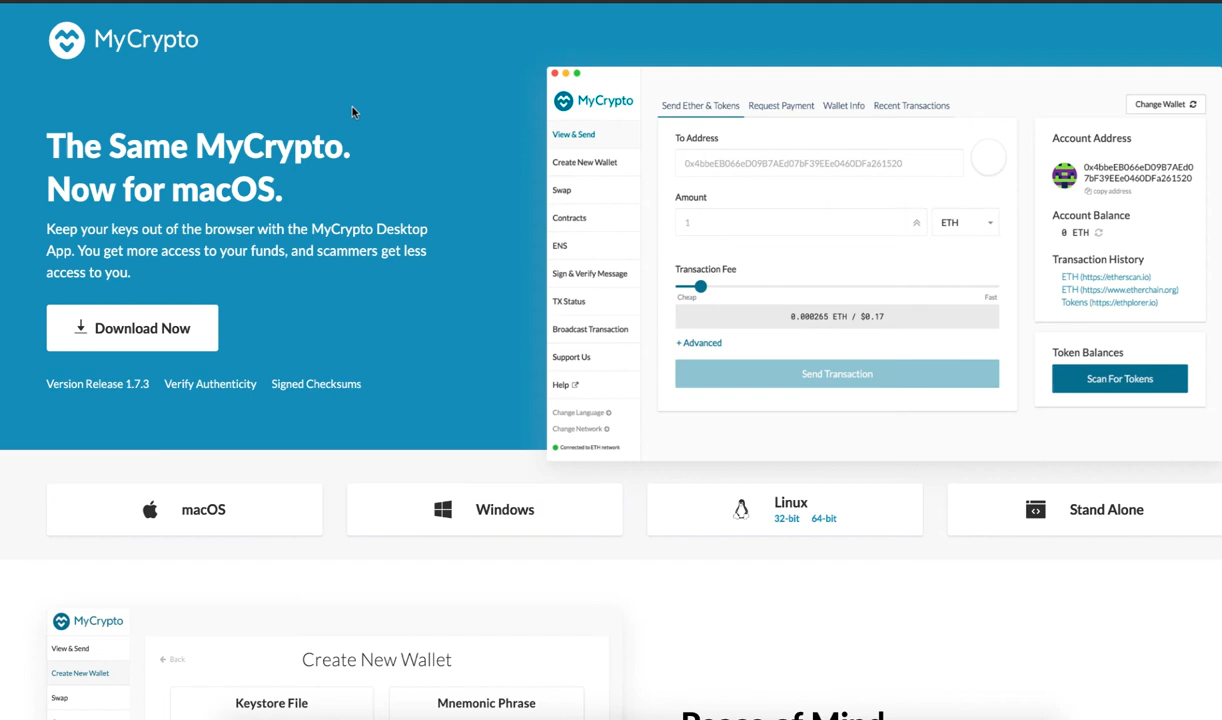 MyCrypto
The Same MyCrypto.
Now for macOS.
Keep your keys out of the browser with the MyCrypto Desktop
App. You get more access to your funds, and scammers get less
access to you.
Download Now
Version Release 1.7.3 Verify Authenticity Signed Checksums
MyCrypto
View & Send
Create New Wallet
Swap
Contracts
ENS
Sign & Verify Message
TX Status
Broadcast Transaction
Support Us
Help
Change Language
Change Network
Connected to ETH network
Send Ether & Tokens Request Payment Wallet Info Recent Transactions
Change Wallet
To Address
0x4bbeEB066eD09B7AEd07bF39EEe0460DFa261520
Amount
1
ETH
Transaction Fee
Cheap Fast
0.000265 ETH / $0.17
+ Advanced
Send Transaction
Account Address
0x4bbeEB066eD09B7AEd0
7bF39EEe0460DFa261520
copy address
Account Balance
0 ETH
Transaction History
ETH (https://etherscan.io)
ETH (https://www.etherchain.org)
Tokens (https://ethplorer.io)
Token Balances
Scan For Tokens
macOS
Windows
Linux
32-bit 64-bit
Stand Alone
MyCrypto
View & Send
Create New Wallet
Swap
Back
Create New Wallet
Keystore File
Mnemonic Phrase
Peace of Mind